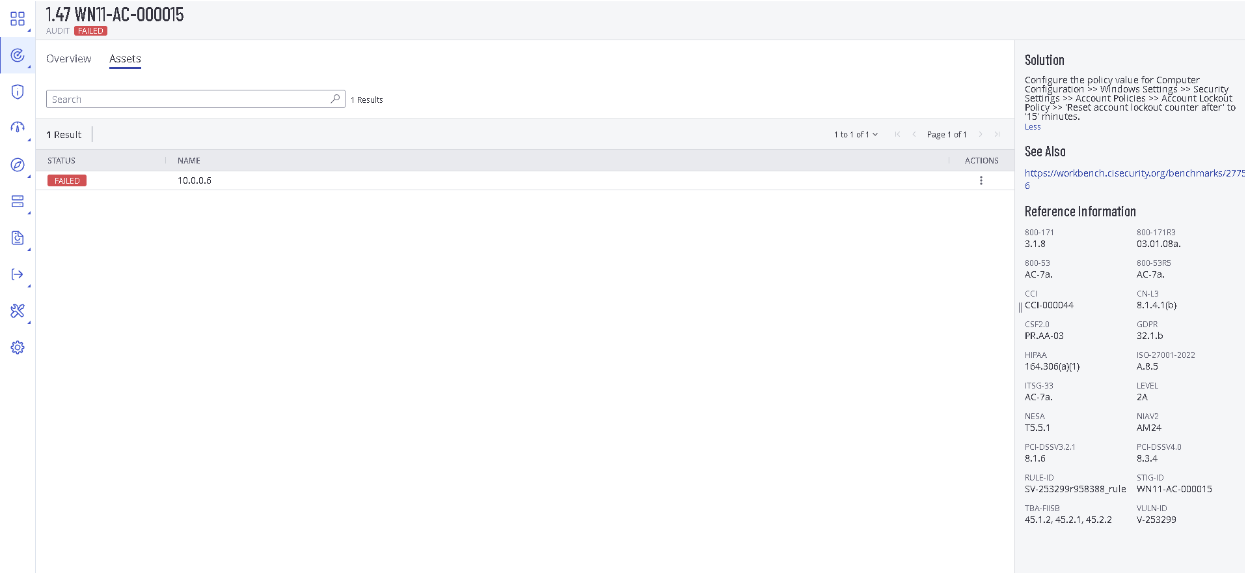 1.47 WN11-AC-000015
AUDIT FAILED
Overview Assets
Search 1 Results
1 Result 1 to 1 of 1 Page 1 of 1
STATUS NAME ACTIONS
FAILED 10.0.0.6
Solution
Configure the policy value for Computer
Configuration >> Windows Settings >> Security
Settings >> Account Policies >> Account Lockout
Policy >> 'Reset account lockout counter after' to
'15' minutes.
Less
See Also
https://workbench.cisecurity.org/benchmarks/2775
6
Reference Information
800-171 800-171R3
3.1.8 03.01.08a.
800-53 800-53R5
AC-7a. AC-7a.
CCI CN-L3
CCI-000044 8.1.4.1(b)
CSF2.0 GDPR
PR.AA-03 32.1.b
HIPAA ISO-27001-2022
164.306(a)(1) A.8.5
ITSG-33 LEVEL
AC-7a. 2A
NESA NIAV2
T5.5.1 AM24
PCI-DSSV3.2.1 PCI-DSSV4.0
8.1.6 8.3.4
RULE-ID STIG-ID
SV-253299r958388_rule WN11-AC-000015
TBA-FIISB VULN-ID
45.1.2, 45.2.1, 45.2.2 V-253299